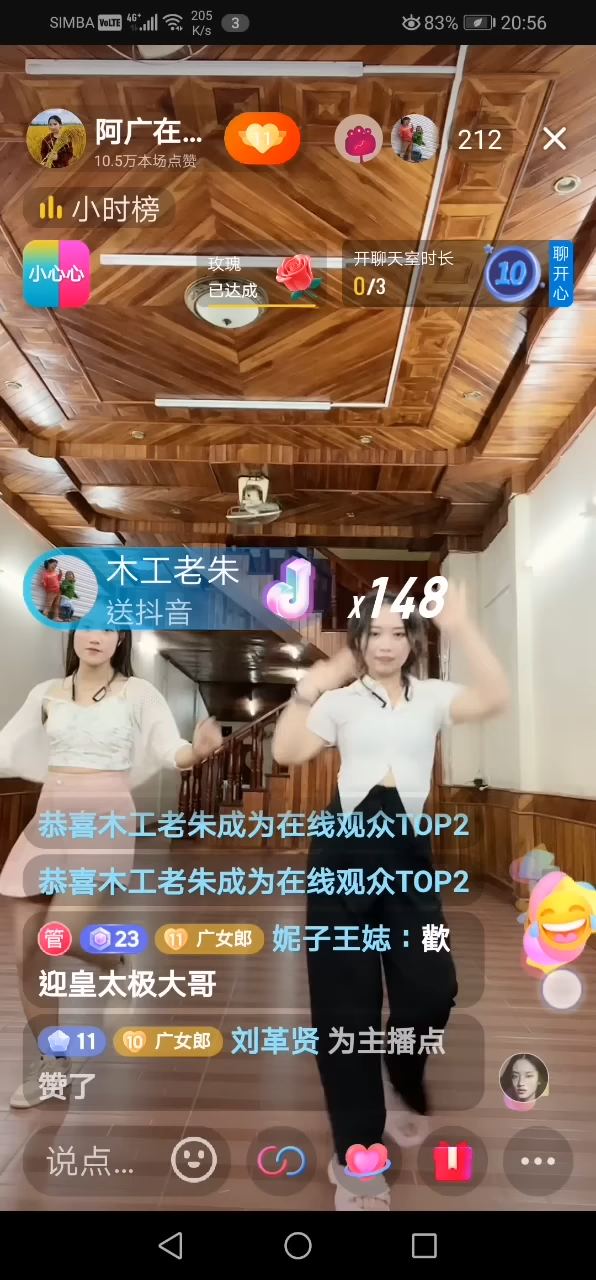 SIMBA VoLTE 4G+ 205 K/s 3 83% 20:56
阿广在... 11 212
10.5万本场点赞
小时榜
小心心 玫瑰 已达成 开聊天室时长 0/3 10 聊开心
木工老朱
送抖音 x148
恭喜木工老朱成为在线观众TOP2
恭喜木工老朱成为在线观众TOP2
管 23 11 广女郎 妮子王娡：歡
迎皇太极大哥
11 10 广女郎 刘革贤 为主播点
赞了
说点...